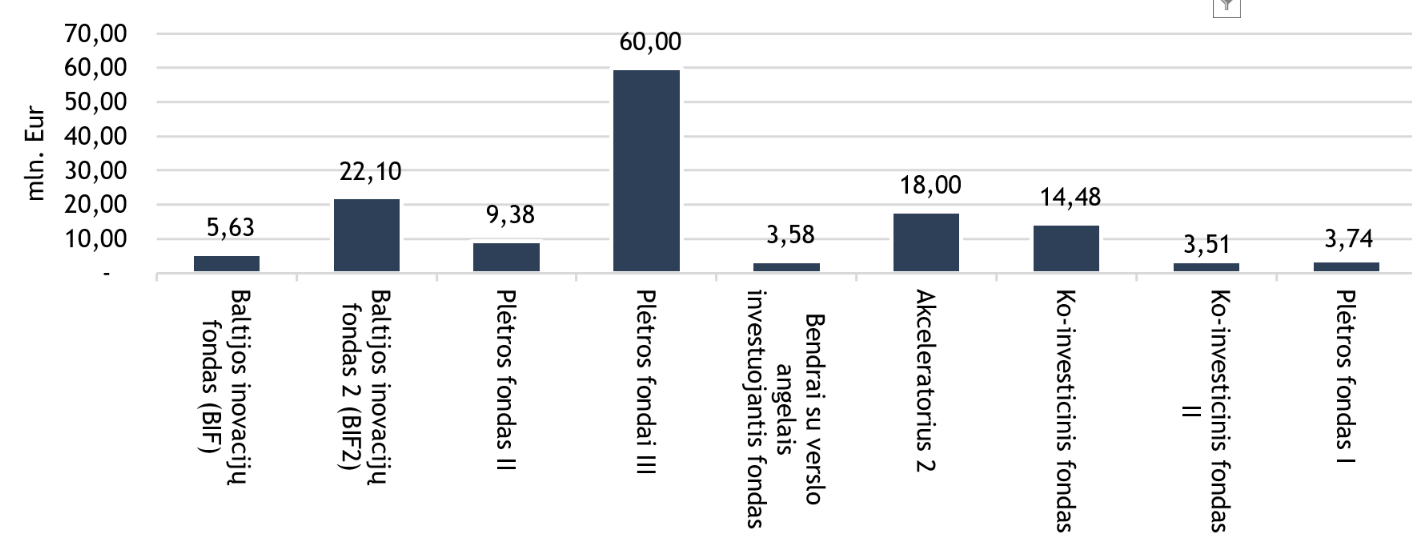 70,00
60,00
50,00
40,00
30,00
20,00
10,00
-
mln. Eur
5,63
22,10
9,38
60,00
3,58
18,00
14,48
3,51
3,74
Baltijos inovacijų
fondas (BIF)
Baltijos inovacijų
fondas 2 (BIF2)
Plėtros fondas II
Plėtros fondai III
Bendrai su verslo
angelais
investuojantis fondas
Akceleratorius 2
Ko-investicinis fondas
Ko-investicinis fondas
II
Plėtros fondas I